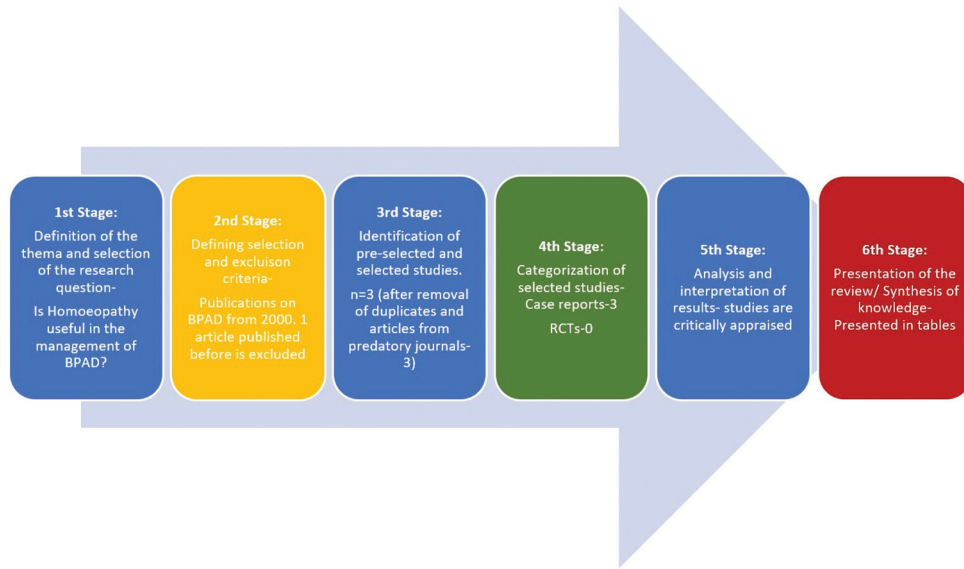 1st Stage:
Definition of the
thema and selection
of the research
question-
Is Homoeopathy
useful in the
management of
BPAD?
2nd Stage:
Defining selection
and excluison
criteria-
Publications on
BPAD from 2000. 1
article published
before is excluded
3rd Stage:
Identification of
pre-selected and
selected studies.
n=3 (after removal
of duplicates and
articles from
predatory journals-
3)
4th Stage:
Categorization of
selected studies-
Case reports-3
RCTs-0
5th Stage:
Analysis and
interpretation of
results- studies are
critically appraised
6th Stage:
Presentation of the
review/ Synthesis of
knowledge-
Presented in tables